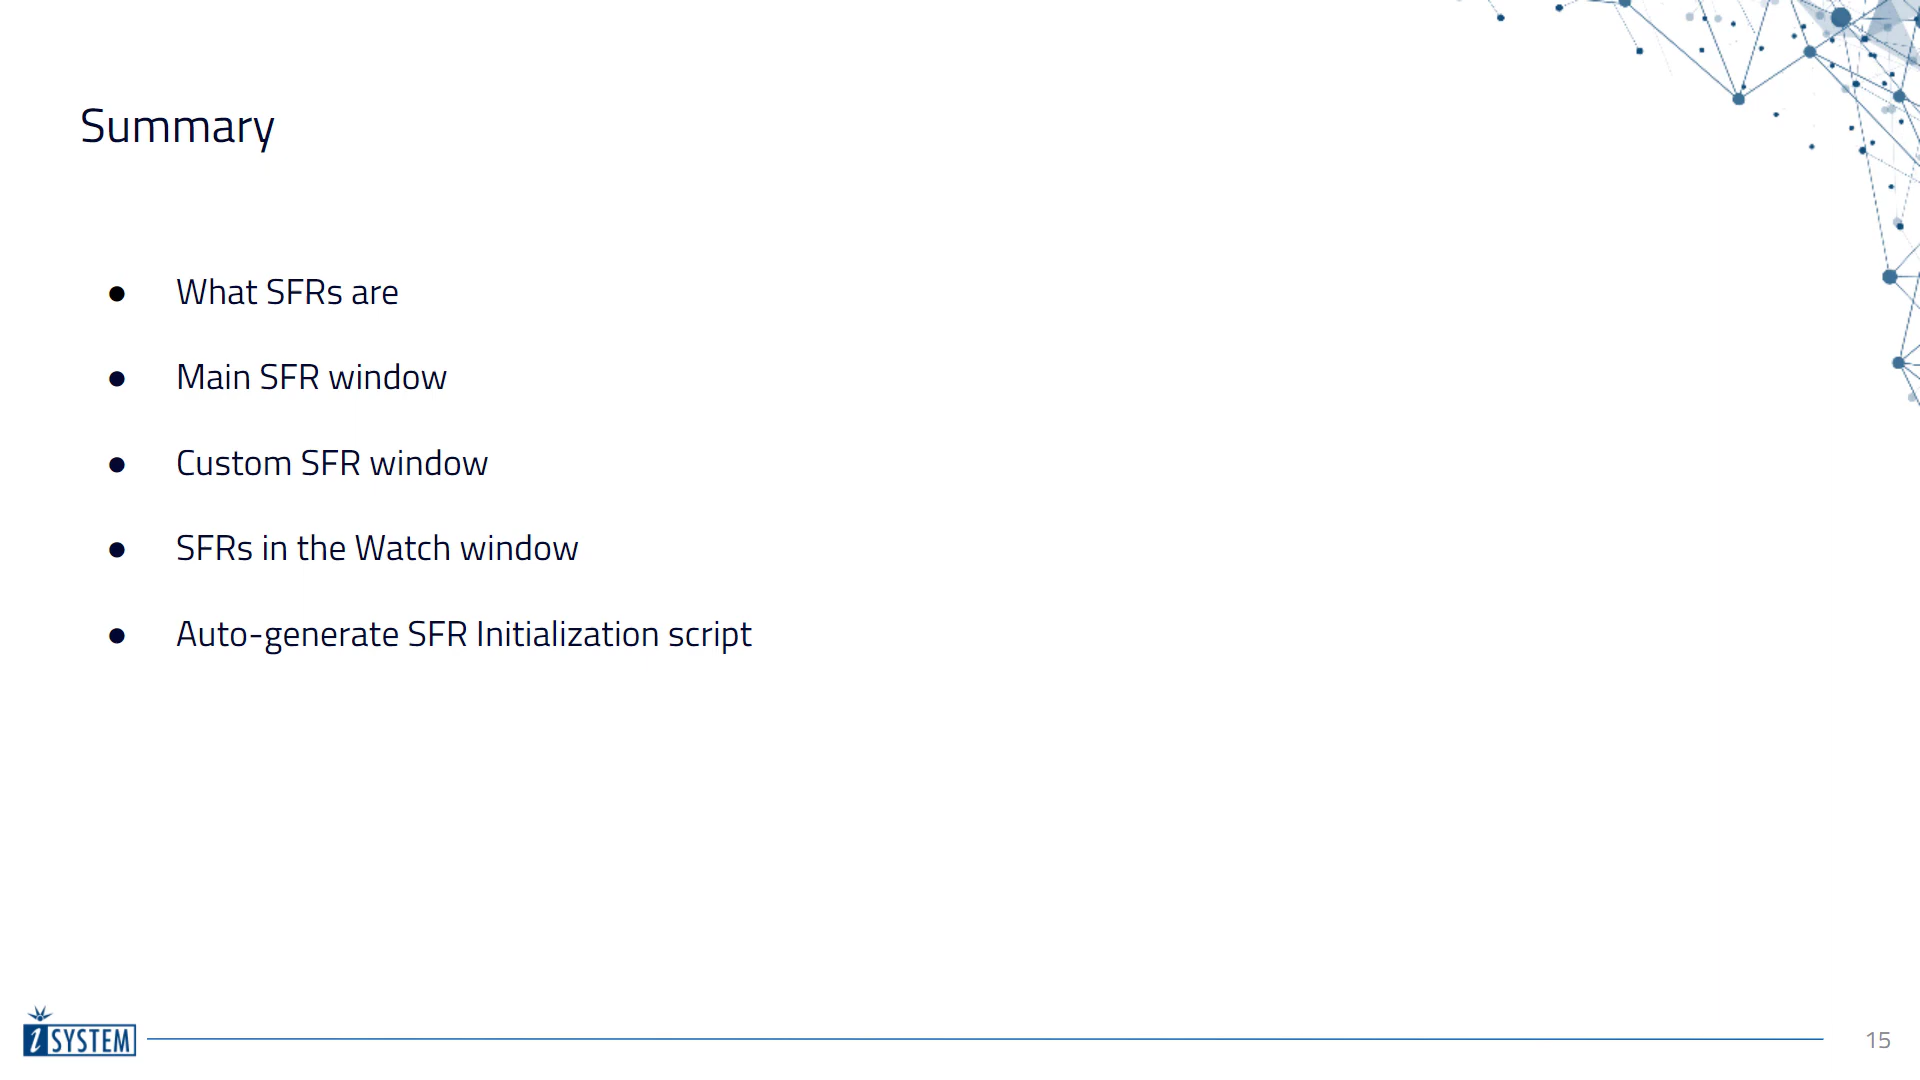 Summary
● What SFRs are
● Main SFR window
● Custom SFR window
● SFRs in the Watch window
● Auto-generate SFR Initialization script
iSYSTEM
15